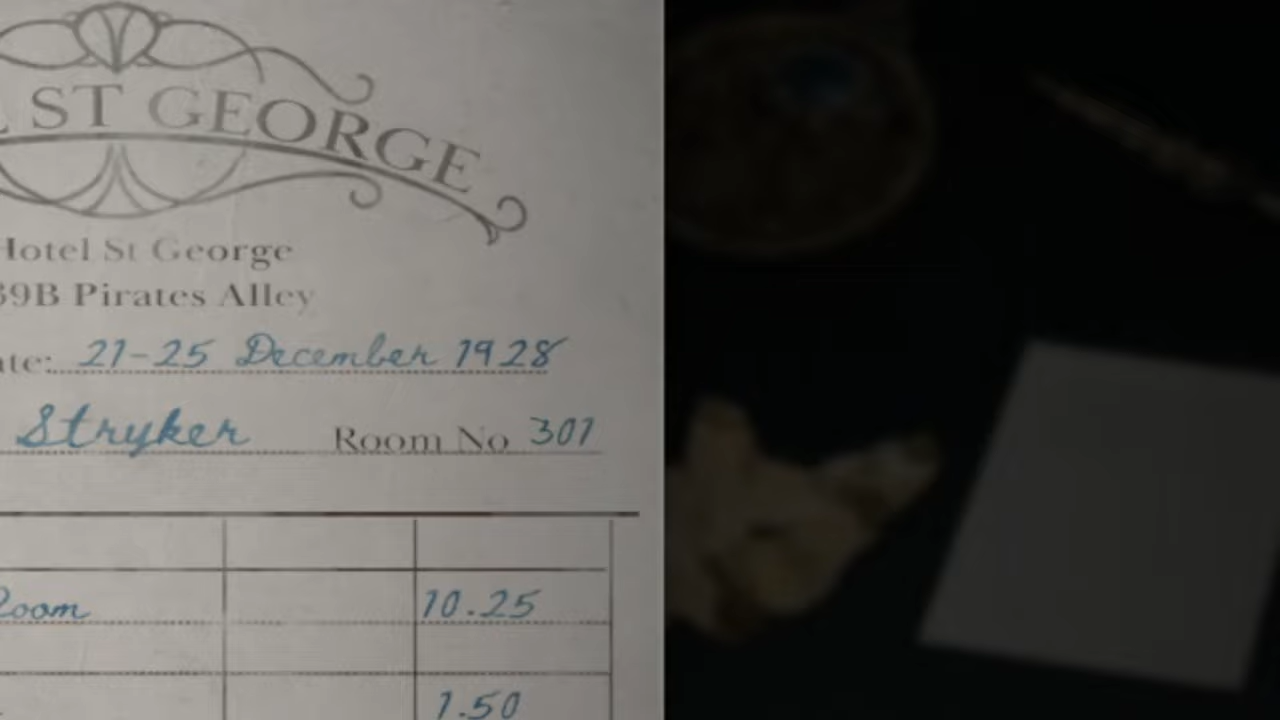 ST GEORGE
Hotel St George
39B Pirates Alley
ate: 21-25 December 1928
Stryker Room No 301
Room 10.25
1.50